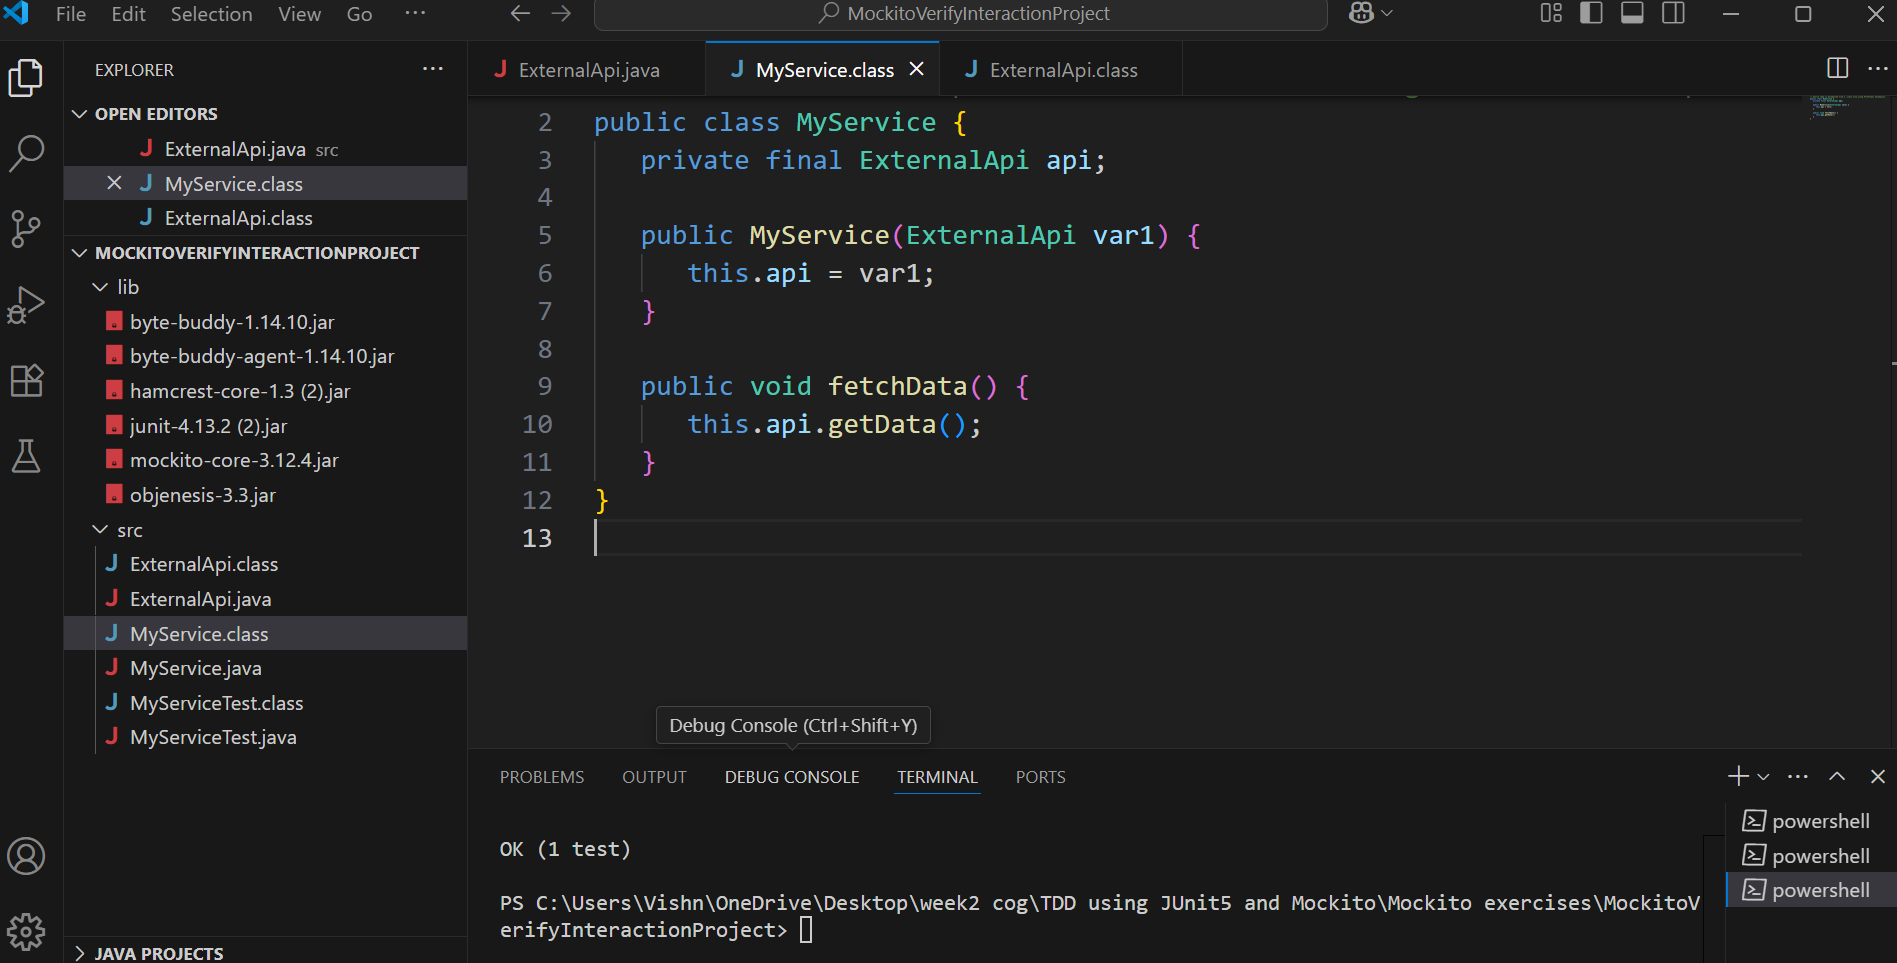 File Edit Selection View Go ···
MockitoVerifyInteractionProject
EXPLORER
OPEN EDITORS
ExternalApi.java src
MyService.class
ExternalApi.class
MOCKITOVERIFYINTERACTIONPROJECT
lib
byte-buddy-1.14.10.jar
byte-buddy-agent-1.14.10.jar
hamcrest-core-1.3 (2).jar
junit-4.13.2 (2).jar
mockito-core-3.12.4.jar
objenesis-3.3.jar
src
ExternalApi.class
ExternalApi.java
MyService.class
MyService.java
MyServiceTest.class
MyServiceTest.java
JAVA PROJECTS
ExternalApi.java MyService.class ExternalApi.class
2 public class MyService {
3 private final ExternalApi api;
4
5 public MyService(ExternalApi var1) {
6 this.api = var1;
7 }
8
9 public void fetchData() {
10 this.api.getData();
11 }
12 }
13
Debug Console (Ctrl+Shift+Y)
PROBLEMS OUTPUT DEBUG CONSOLE TERMINAL PORTS
OK (1 test)
PS C:\Users\Vishn\OneDrive\Desktop\week2 cog\TDD using JUnit5 and Mockito\Mockito exercises\MockitoV
erifyInteractionProject>
powershell
powershell
powershell